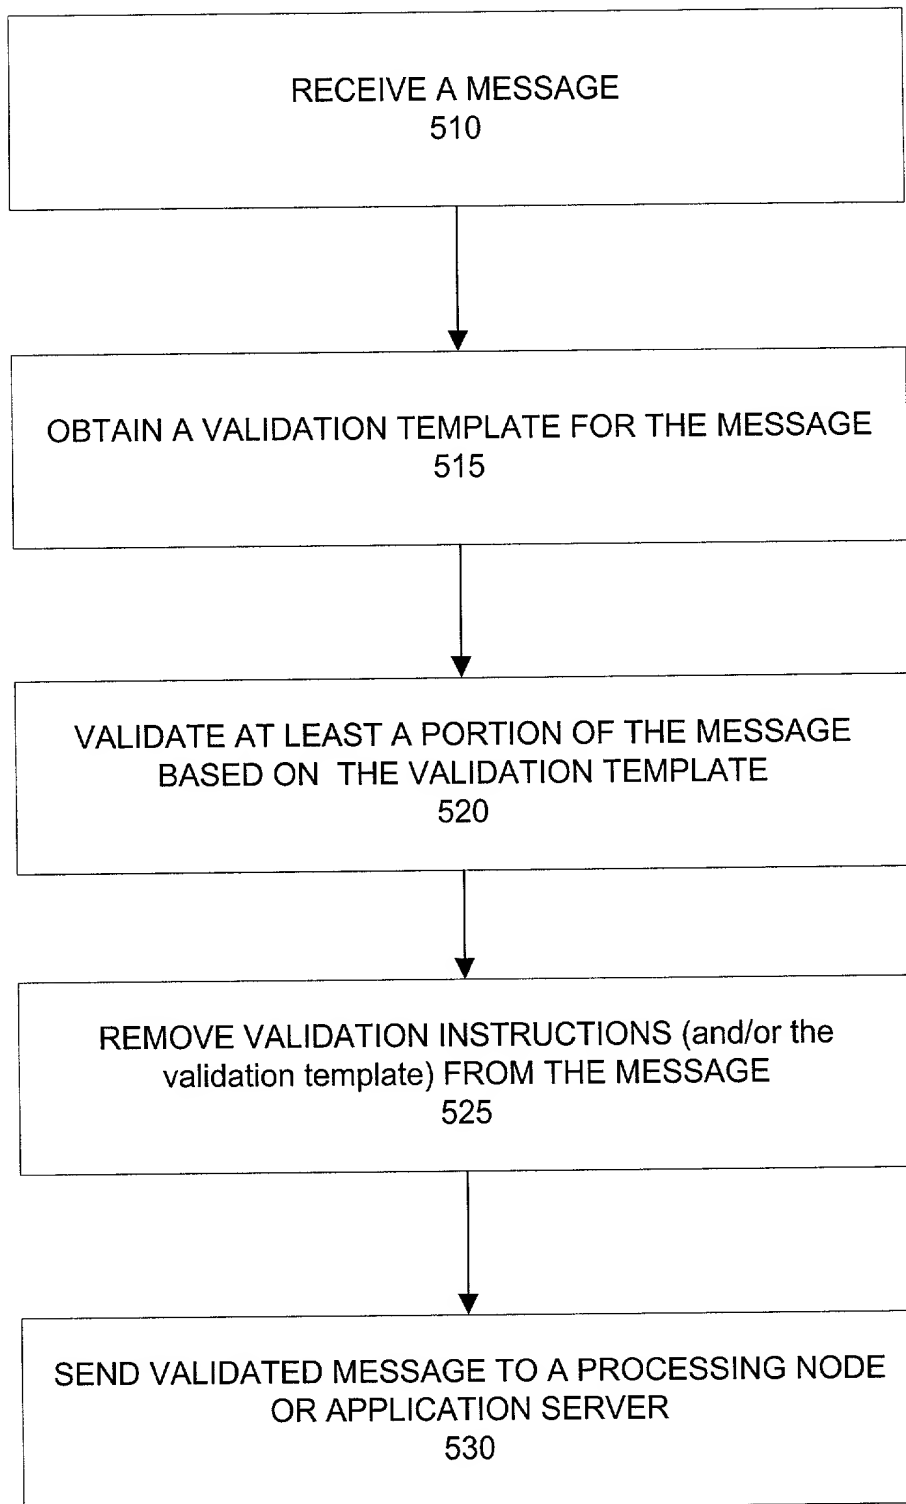 RECEIVE A MESSAGE
510
OBTAIN A VALIDATION TEMPLATE FOR THE MESSAGE
515
VALIDATE AT LEAST A PORTION OF THE MESSAGE
BASED ON THE VALIDATION TEMPLATE
520
REMOVE VALIDATION INSTRUCTIONS (and/or the
validation template) FROM THE MESSAGE
525
SEND VALIDATED MESSAGE TO A PROCESSING NODE
OR APPLICATION SERVER
530